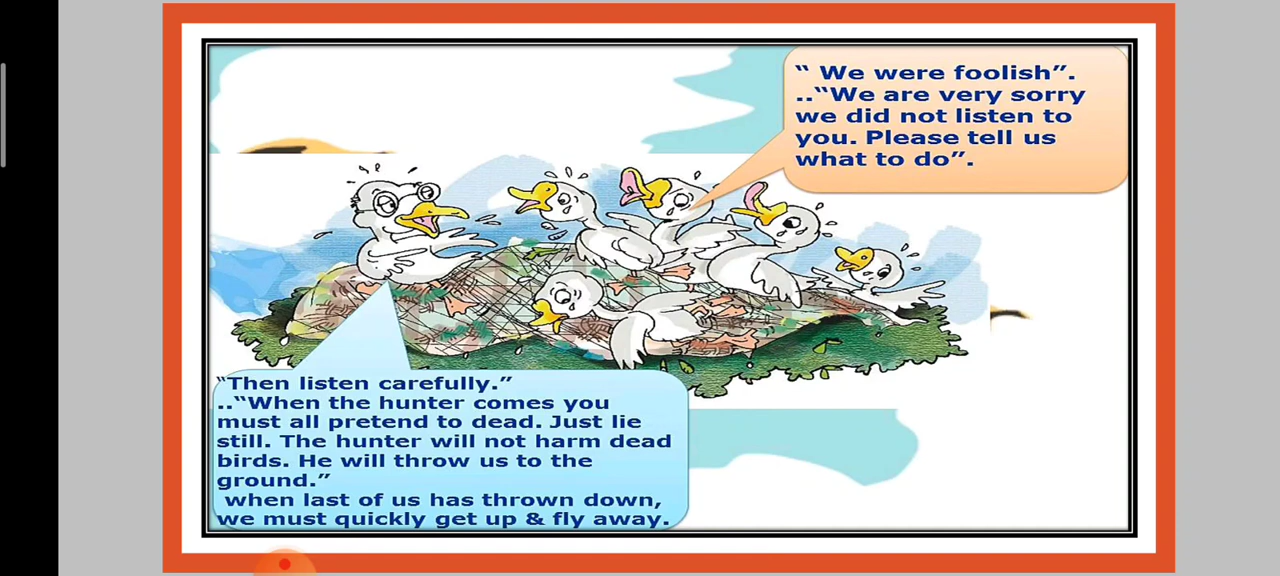 “ We were foolish”.
..“We are very sorry
we did not listen to
you. Please tell us
what to do”.
“Then listen carefully.”
..“When the hunter comes you
must all pretend to dead. Just lie
still. The hunter will not harm dead
birds. He will throw us to the
ground.”
when last of us has thrown down,
we must quickly get up & fly away.